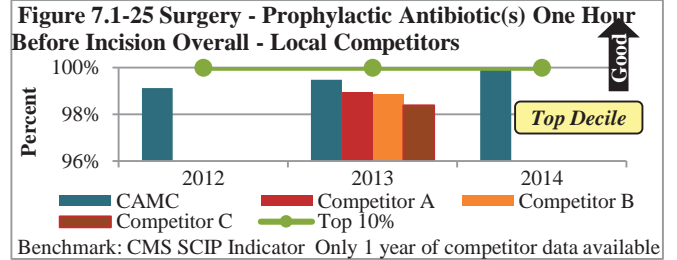 Figure 7.1-25 Surgery - Prophylactic Antibiotic(s) One Hour
Before Incision Overall - Local Competitors
Good
100%
98%
96%
Percent
Top Decile
2012 2013 2014
CAMC Competitor A Competitor B
Competitor C Top 10%
Benchmark: CMS SCIP Indicator Only 1 year of competitor data available